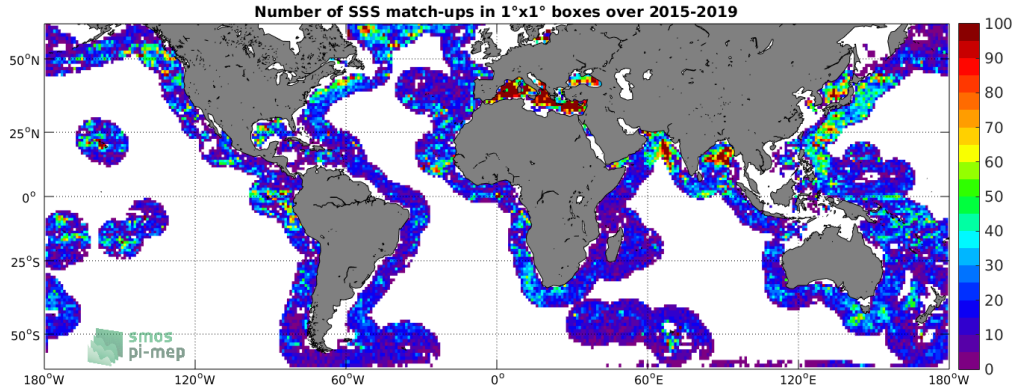 Number of SSS match-ups in 1°x1° boxes over 2015-2019
50°N
25°N
0°
25°S
50°S
180°W
120°W
60°W
0°
60°E
120°E
180°W
100
90
80
70
60
50
40
30
20
10
0
smos
pi-mep